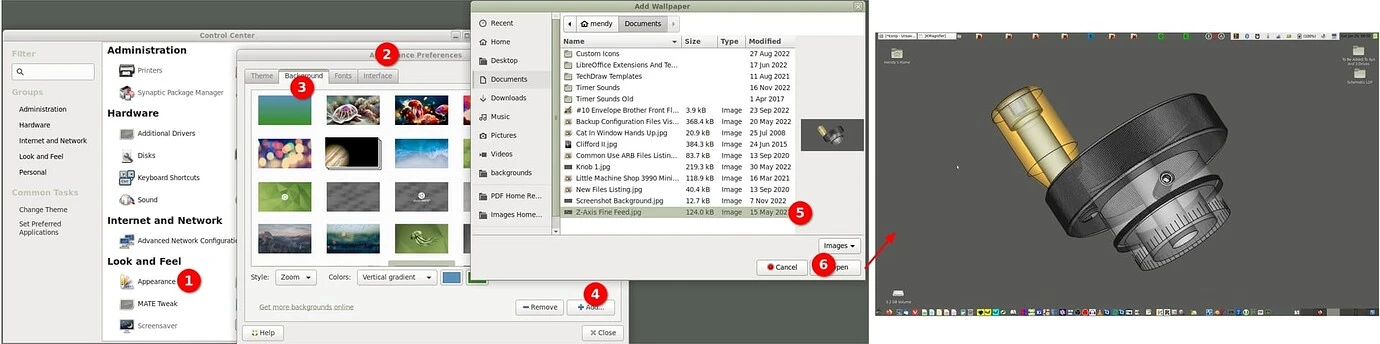 Control Center
Filter
Groups
Administration
Hardware
Internet and Network
Look and Feel
Personal
Common Tasks
Change Theme
Set Preferred
Applications
Administration
Printers
Synaptic Package Manager
Hardware
Additional Drivers
Disks
Keyboard Shortcuts
Sound
Internet and Network
Advanced Network Configuratio
Look and Feel
Appearance
1
MATE Tweak
Screensaver
2
Preferences
Theme
Background
Fonts
Interface
3
Style:
Zoom
Colors:
Vertical gradient
4
Get more backgrounds online
Remove
Add...
Help
Close
Add Wallpaper
Recent
Home
Desktop
Documents
Downloads
Music
Pictures
Videos
backgrounds
PDF Home Re...
Images Home...
mendy
Documents
Name Size Type Modified
Custom Icons 27 Aug 2022
LibreOffice Extensions And Te... 17 Jun 2022
TechDraw Templates 11 Aug 2021
Timer Sounds 16 Nov 2022
Timer Sounds Old 1 Apr 2017
#10 Envelope Brother Front Fl... 3.9 kB Image 23 Sep 2022
Backup Configuration Files Vis... 368.4 kB Image 20 May 2022
Cat In Window Hands Up.jpg 20.9 kB Image 25 Jul 2008
Clifford II.jpg 384.3 kB Image 24 Jun 2015
Common Use ARB Files Listin... 83.7 kB Image 13 Sep 2020
Knob 1.jpg 219.3 kB Image 30 May 2022
Little Machine Shop 3990 Mini... 118.9 kB Image 16 Mar 2021
New Files Listing.jpg 40.4 kB Image 13 Sep 2020
Screenshot Background.jpg 12.7 kB Image 7 Nov 2022
Z-Axis Fine Feed.jpg 124.0 kB Image 15 May 202
5
Images
Cancel
6
pen
mendy's Home